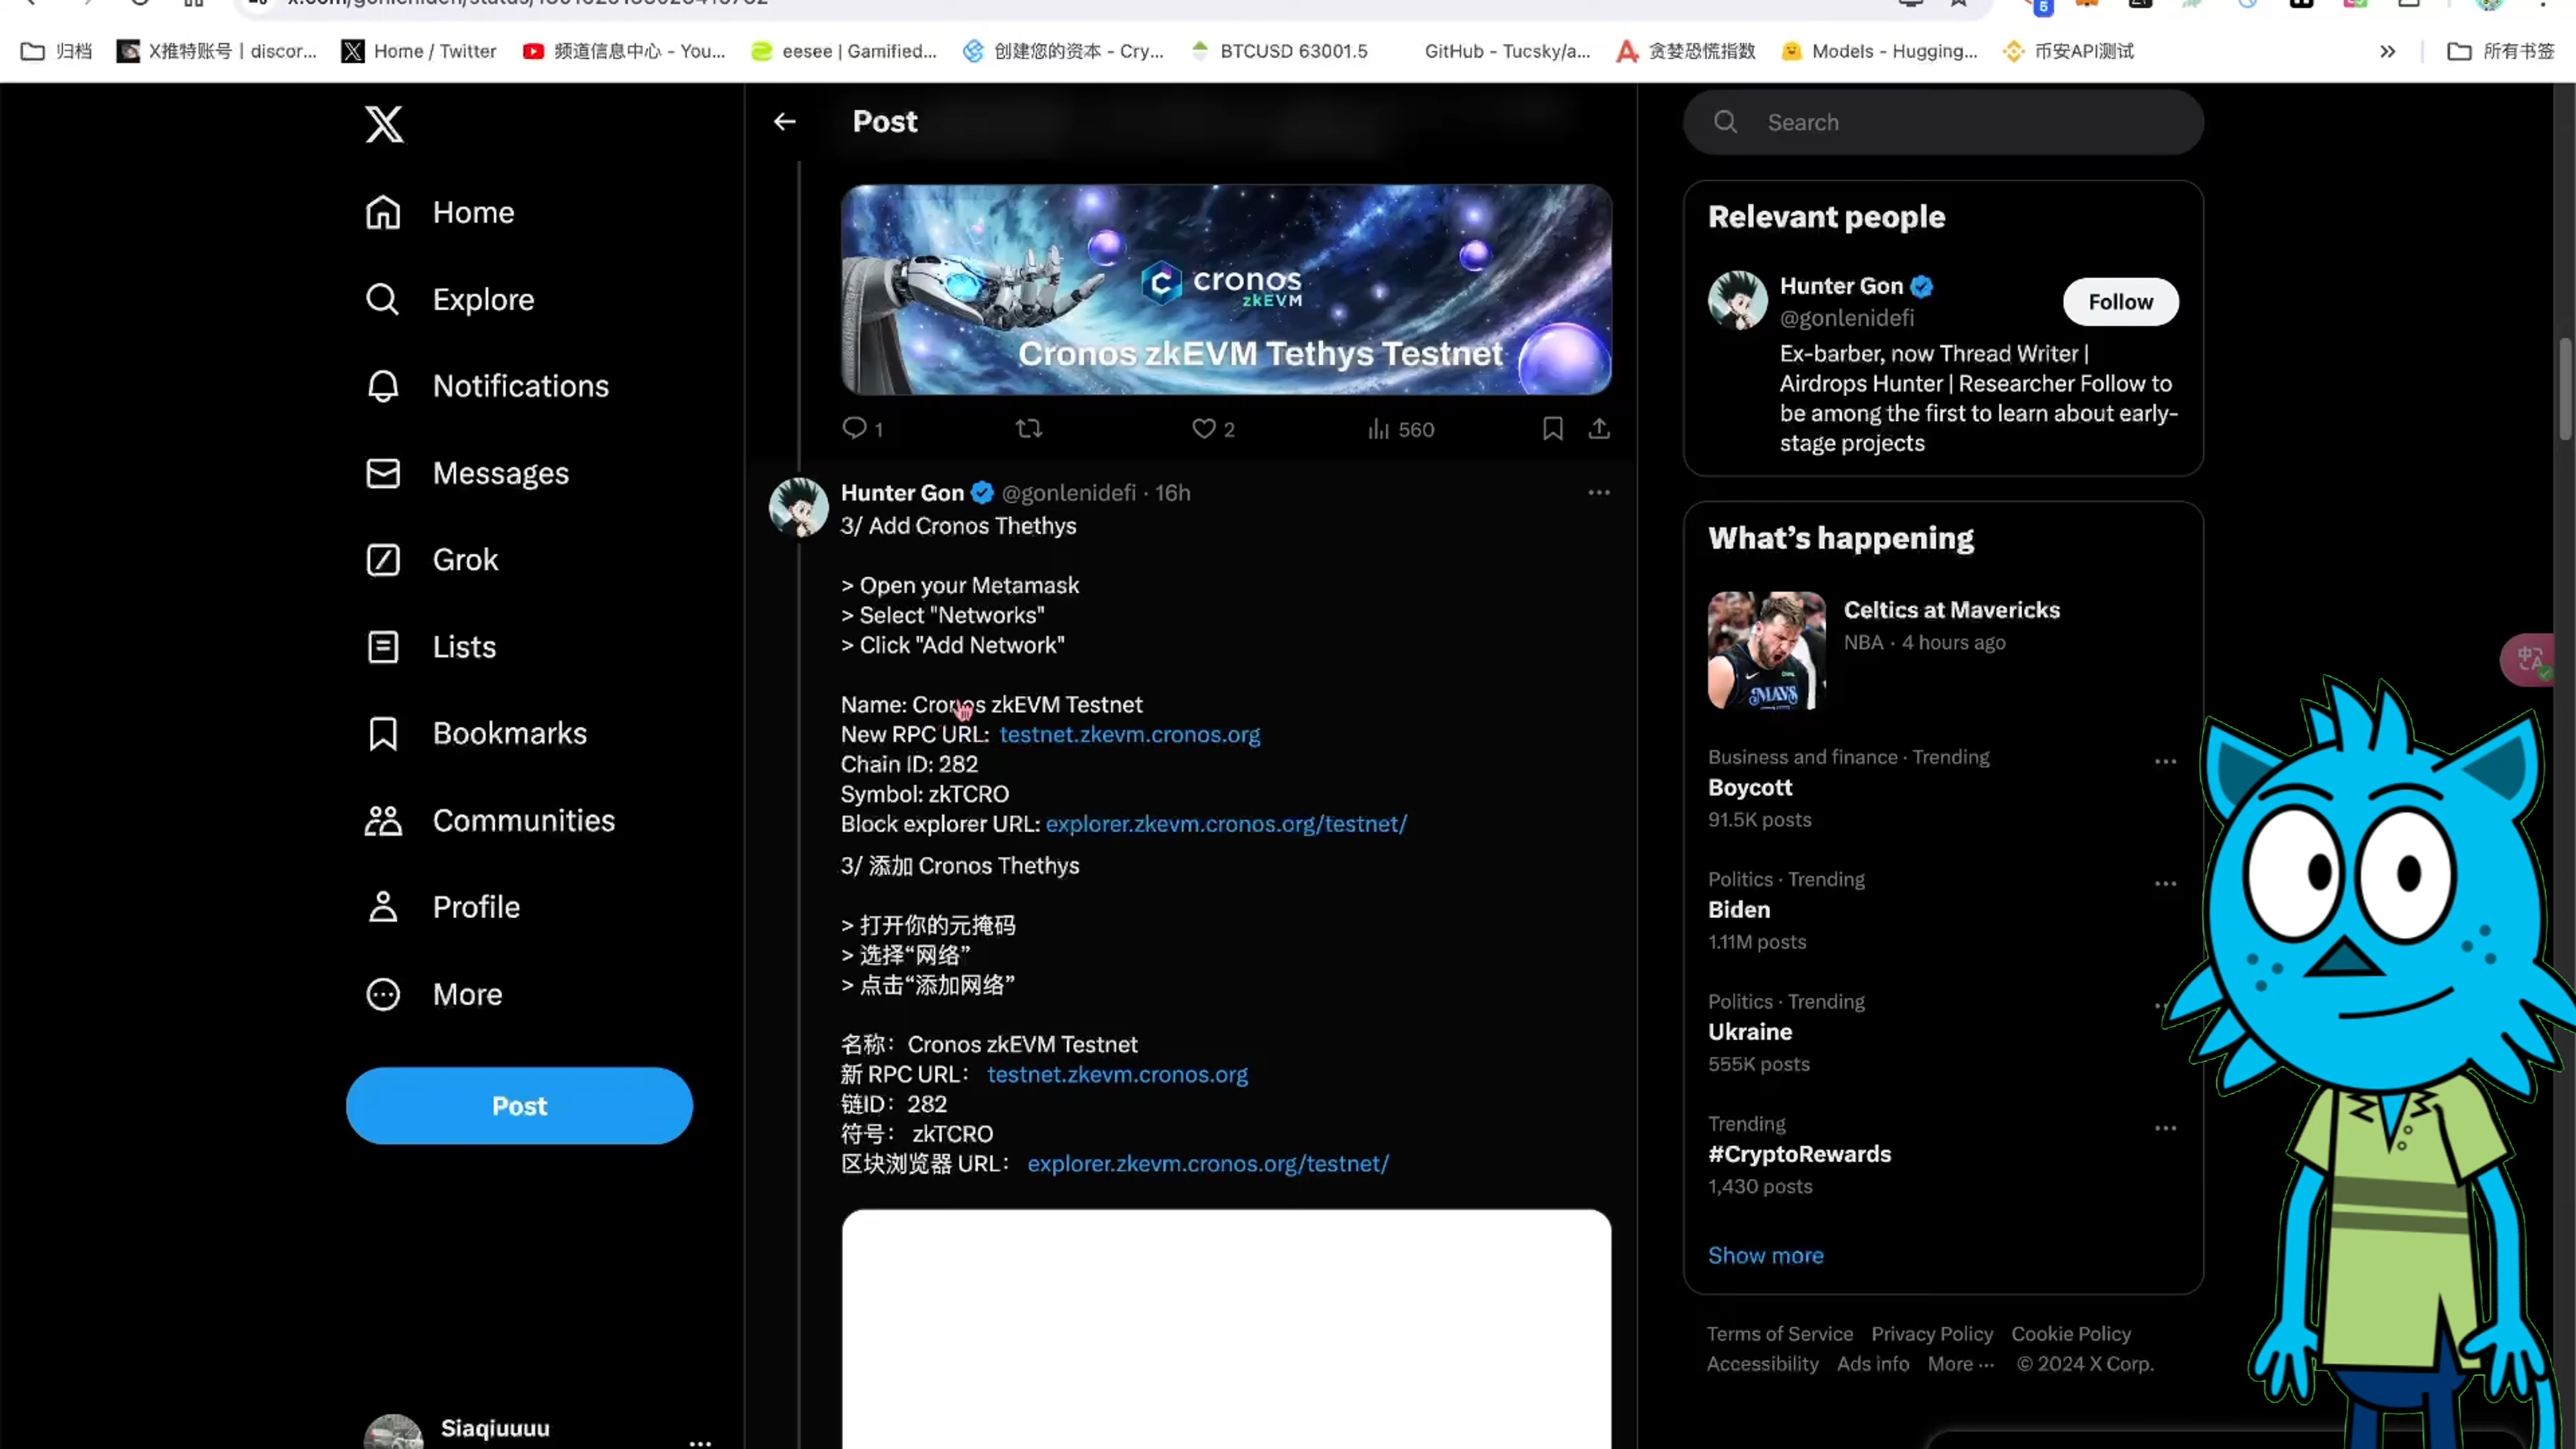 5
归档
X推特账号 | discor...
Home / Twitter
频道信息中心 - You...
eesee | Gamified...
创建您的资本 - Cry...
BTCUSD 63001.5
GitHub - Tucsky/a...
贪婪恐慌指数
Models - Hugging...
币安API测试
所有书签
Home
Explore
Notifications
Messages
Grok
Lists
Bookmarks
Communities
Profile
More
Post
Siaqiuuuu
Post
cronos
zkEVM
Cronos zkEVM Tethys Testnet
1
2
560
Hunter Gon @gonlenidefi · 16h
3/ Add Cronos Thethys
> Open your Metamask
> Select "Networks"
> Click "Add Network"
Name: Cronos zkEVM Testnet
New RPC URL: testnet.zkevm.cronos.org
Chain ID: 282
Symbol: zkTCRO
Block explorer URL: explorer.zkevm.cronos.org/testnet/
3/ 添加 Cronos Thethys
> 打开你的元掩码
> 选择“网络”
> 点击“添加网络”
名称： Cronos zkEVM Testnet
新 RPC URL： testnet.zkevm.cronos.org
链ID：282
符号： zkTCRO
区块浏览器 URL： explorer.zkevm.cronos.org/testnet/
Search
Relevant people
Hunter Gon
@gonlenidefi
Follow
Ex-barber, now Thread Writer |
Airdrops Hunter | Researcher Follow to
be among the first to learn about early-
stage projects
What’s happening
Celtics at Mavericks
NBA · 4 hours ago
MAVS
Business and finance · Trending
Boycott
91.5K posts
Politics · Trending
Biden
1.11M posts
Politics · Trending
Ukraine
555K posts
Trending
#CryptoRewards
1,430 posts
Show more
Terms of Service Privacy Policy Cookie Policy
Accessibility Ads info More ··· © 2024 X Corp.